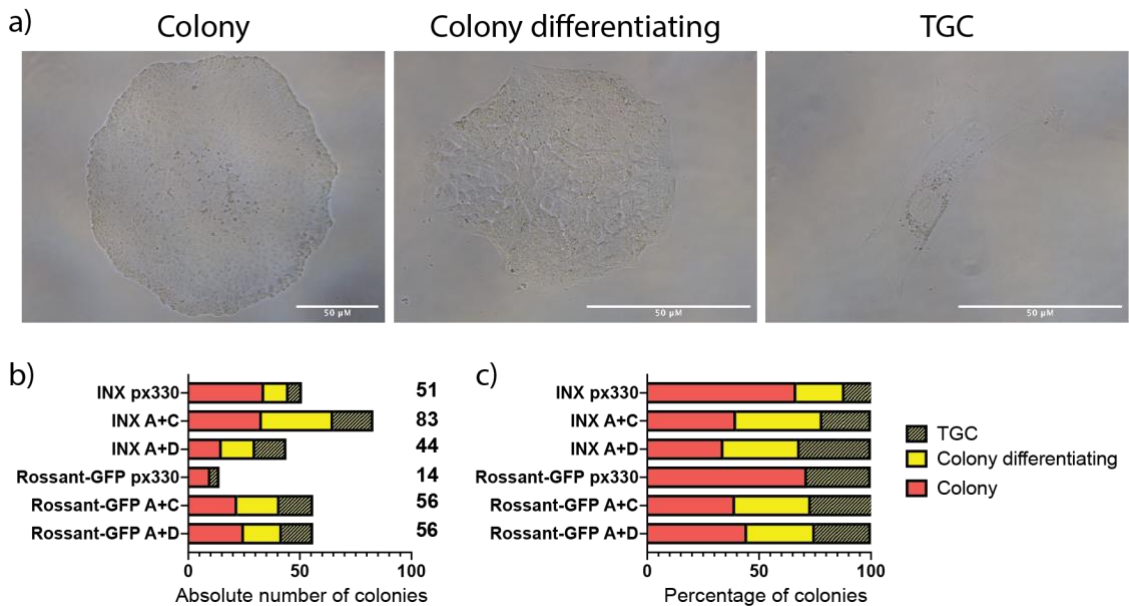 a)
Colony
Colony differentiating
TGC
50 µM
50 µM
50 µM
b)
INX px330
51
INX A+C
83
INX A+D
44
Rossant-GFP px330
14
Rossant-GFP A+C
56
Rossant-GFP A+D
56
0
50
100
Absolute number of colonies
c)
INX px330
INX A+C
INX A+D
Rossant-GFP px330
Rossant-GFP A+C
Rossant-GFP A+D
0
50
100
Percentage of colonies
TGC
Colony differentiating
Colony